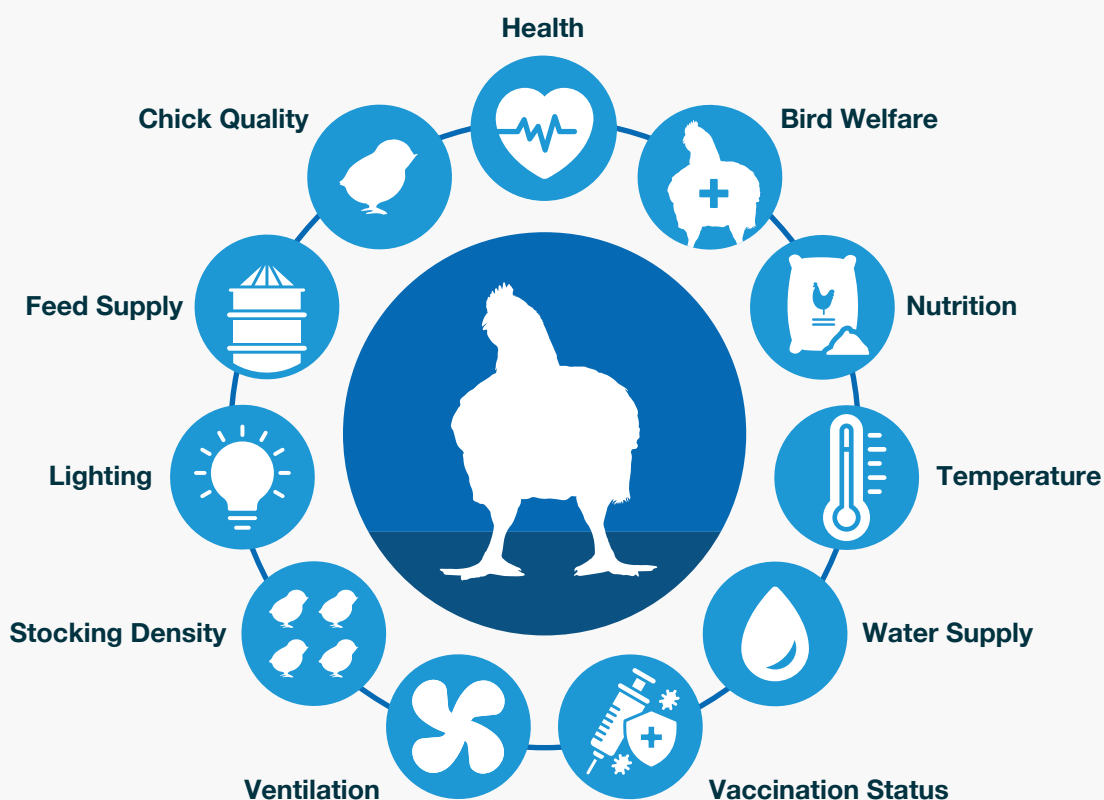 Health
Chick Quality
Bird Welfare
Feed Supply
Nutrition
Lighting
Temperature
Stocking Density
Water Supply
Ventilation
Vaccination Status